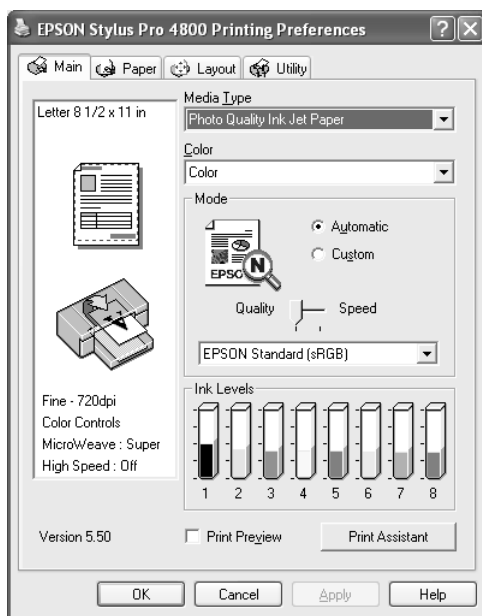 EPSON Stylus Pro 4800 Printing Preferences
Main
Paper
Layout
Utility
Letter 8 1/2 x 11 in
Media Type
Photo Quality Ink Jet Paper
Color
Color
Mode
EPSON
N
Automatic
Custom
Quality
Speed
EPSON Standard (sRGB)
Fine - 720dpi
Color Controls
MicroWeave : Super
High Speed : Off
Ink Levels
1 2 3 4 5 6 7 8
Version 5.50
Print Preview
Print Assistant
OK
Cancel
Apply
Help